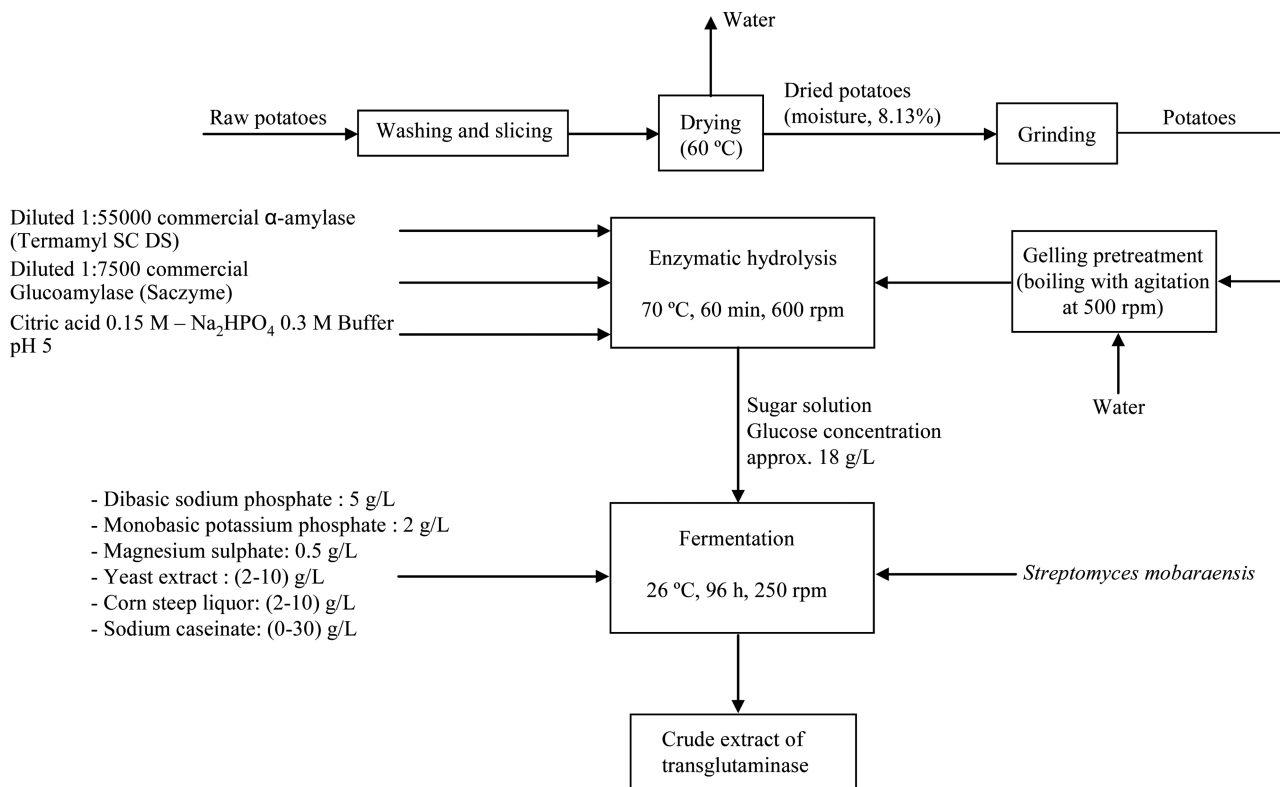 Water
Raw potatoes
Washing and slicing
Drying
(60 ºC)
Dried potatoes
(moisture, 8.13%)
Grinding
Potatoes
Diluted 1:55000 commercial α-amylase
(Termamyl SC DS)
Diluted 1:7500 commercial
Glucoamylase (Saczyme)
Citric acid 0.15 M – Na₂HPO₄ 0.3 M Buffer
pH 5
Enzymatic hydrolysis
70 ºC, 60 min, 600 rpm
Gelling pretreatment
(boiling with agitation
at 500 rpm)
Water
Sugar solution
Glucose concentration
approx. 18 g/L
- Dibasic sodium phosphate : 5 g/L
- Monobasic potassium phosphate : 2 g/L
- Magnesium sulphate: 0.5 g/L
- Yeast extract : (2-10) g/L
- Corn steep liquor: (2-10) g/L
- Sodium caseinate: (0-30) g/L
Fermentation
26 ºC, 96 h, 250 rpm
Streptomyces mobaraensis
Crude extract of
transglutaminase